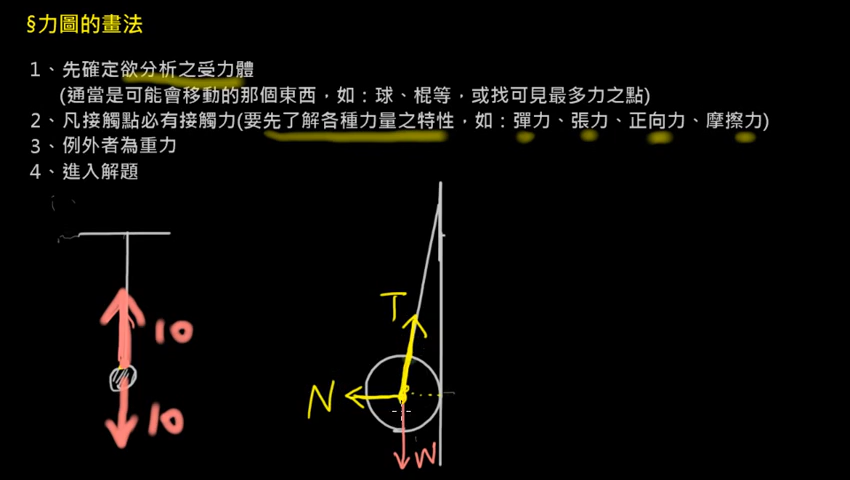 §力圖的畫法
1、先確定欲分析之受力體
(通當是可能會移動的那個東西，如：球、棍等，或找可見最多力之點)
2、凡接觸點必有接觸力(要先了解各種力量之特性，如：彈力、張力、正向力、摩擦力)
3、例外者為重力
4、進入解題
T
10
N
10
W